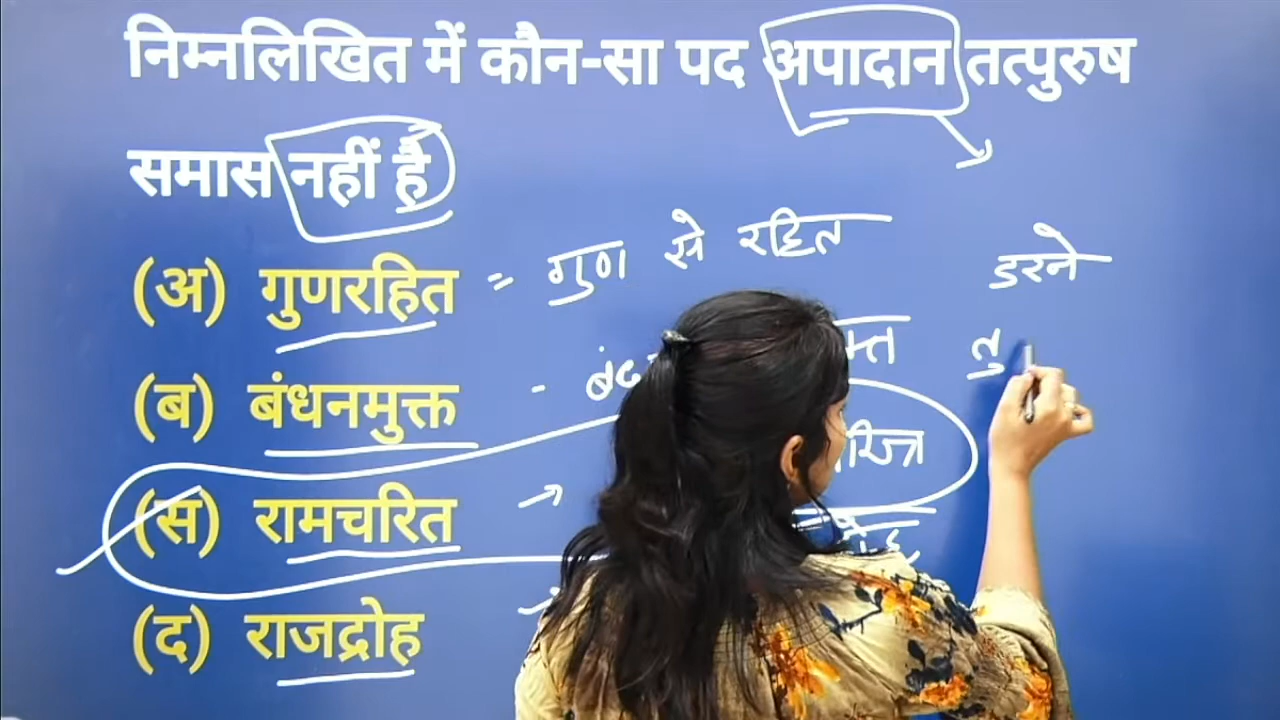 निम्नलिखित में कौन-सा पद अपादान तत्पुरुष
समास नहीं है
(अ) गुणरहित = गुण से रहित
डरने
(ब) बंधनमुक्त -
तु
(स) रामचरित →
(द) राजद्रोह